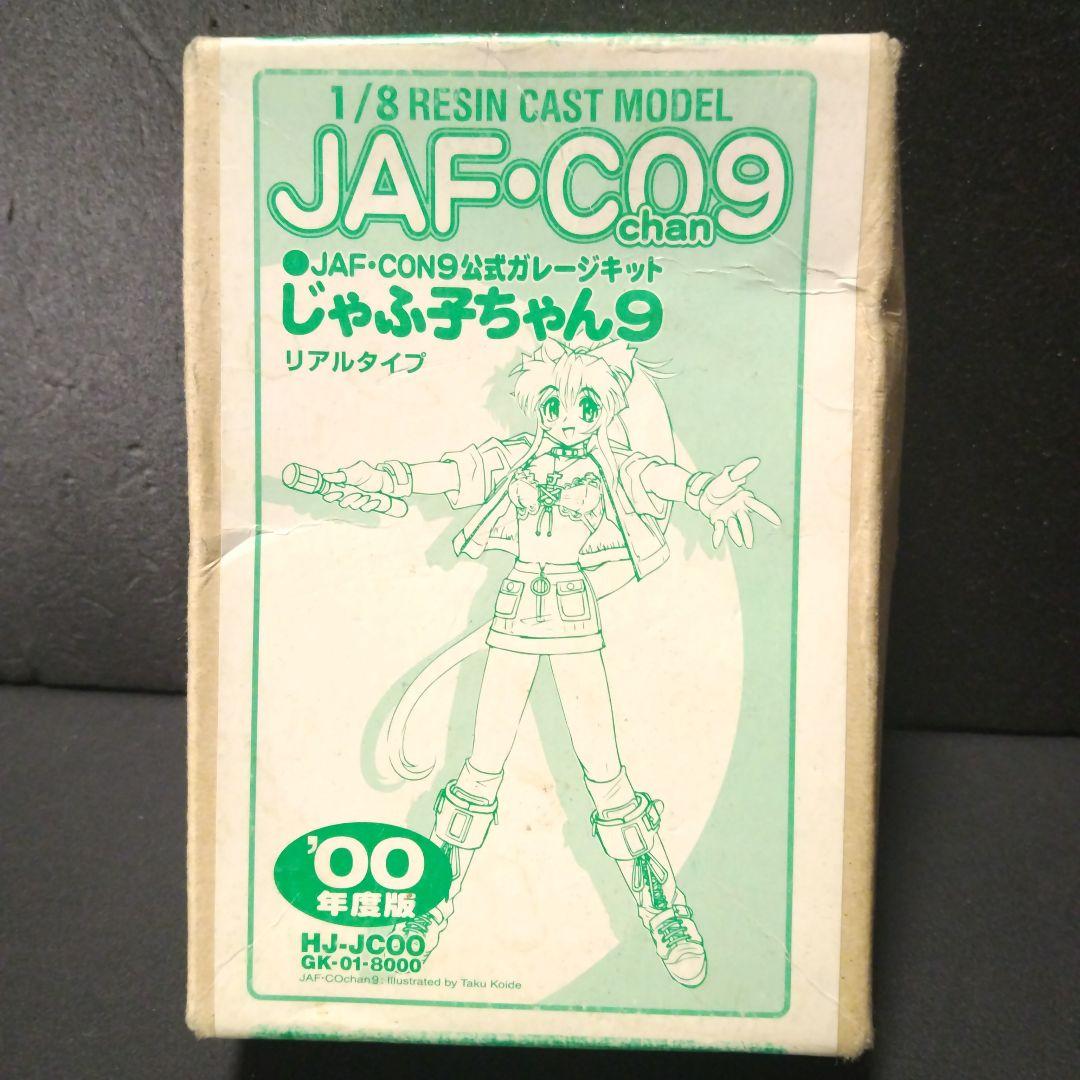 1/8 RESIN CAST MODEL
JAF・CO9
chan
●JAF・CON9公式ガレージキット
じゃふ子ちゃん9
リアルタイプ
'00
年度版
HJ-JC00
GK-01-8000
JAF・COchan9: Illustrated by Taku Koide